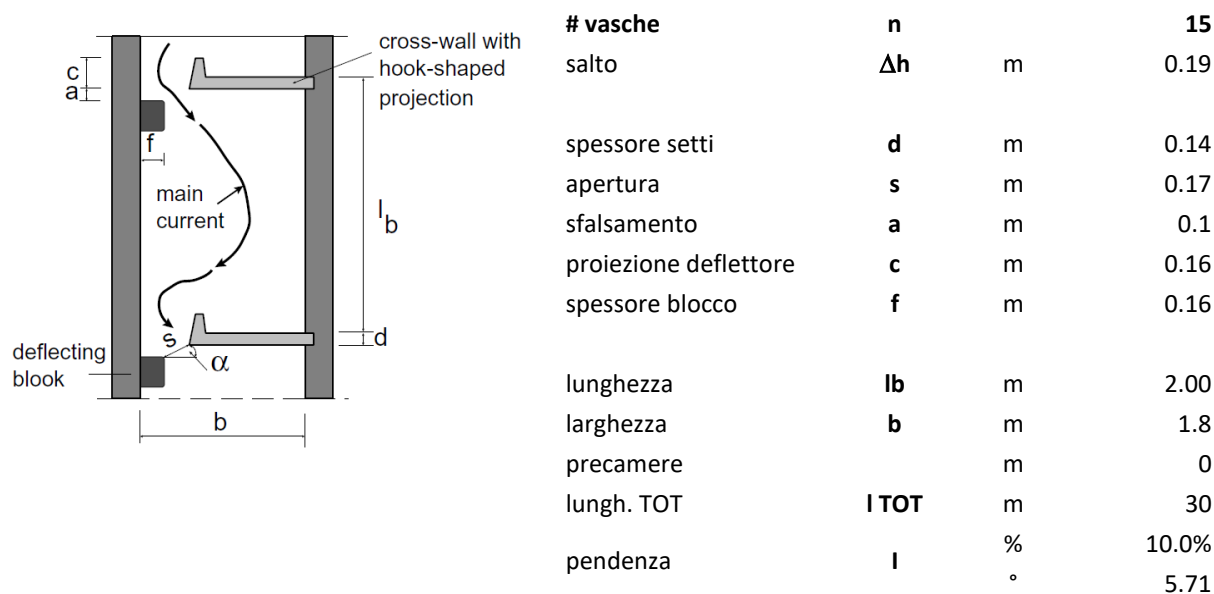 cross-wall with
hook-shaped
projection
c
a
f
main
current
l b
s
d
deflecting
blook
α
b
# vasche n 15
salto Δh m 0.19
spessore setti d m 0.14
apertura s m 0.17
sfalsamento a m 0.1
proiezione deflettore c m 0.16
spessore blocco f m 0.16
lunghezza lb m 2.00
larghezza b m 1.8
precamere m 0
lungh. TOT l TOT m 30
pendenza I % 10.0%
° 5.71